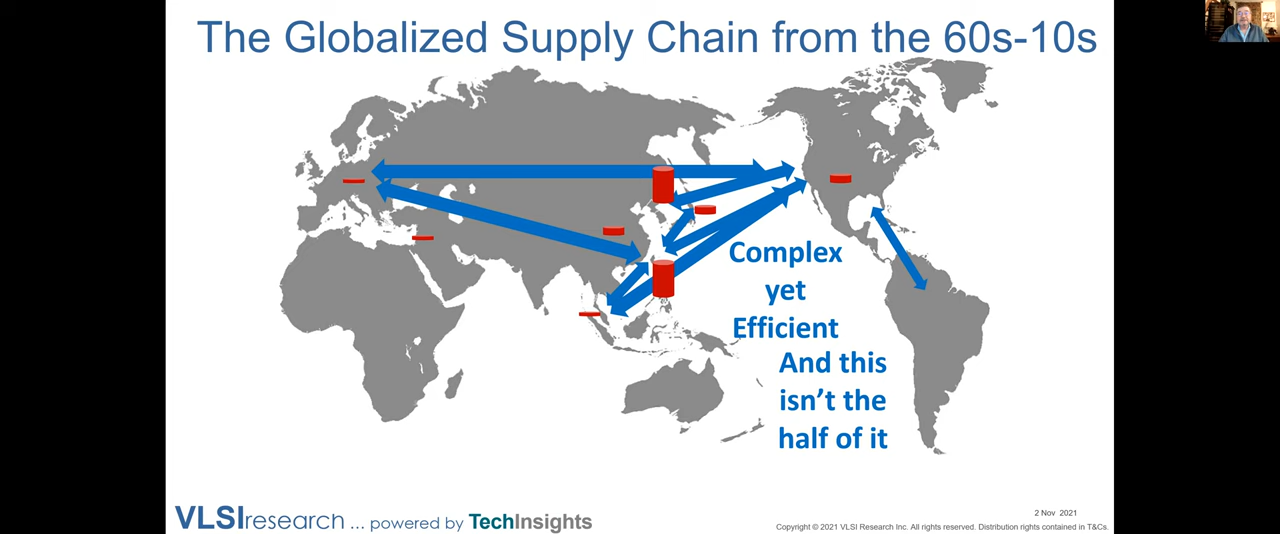 The Globalized Supply Chain from the 60s-10s
Complex
yet
Efficient
And this
isn’t the
half of it
VLSIresearch ... powered by TechInsights
2 Nov 2021
Copyright © 2021 VLSI Research Inc. All rights reserved. Distribution rights contained in T&Cs.